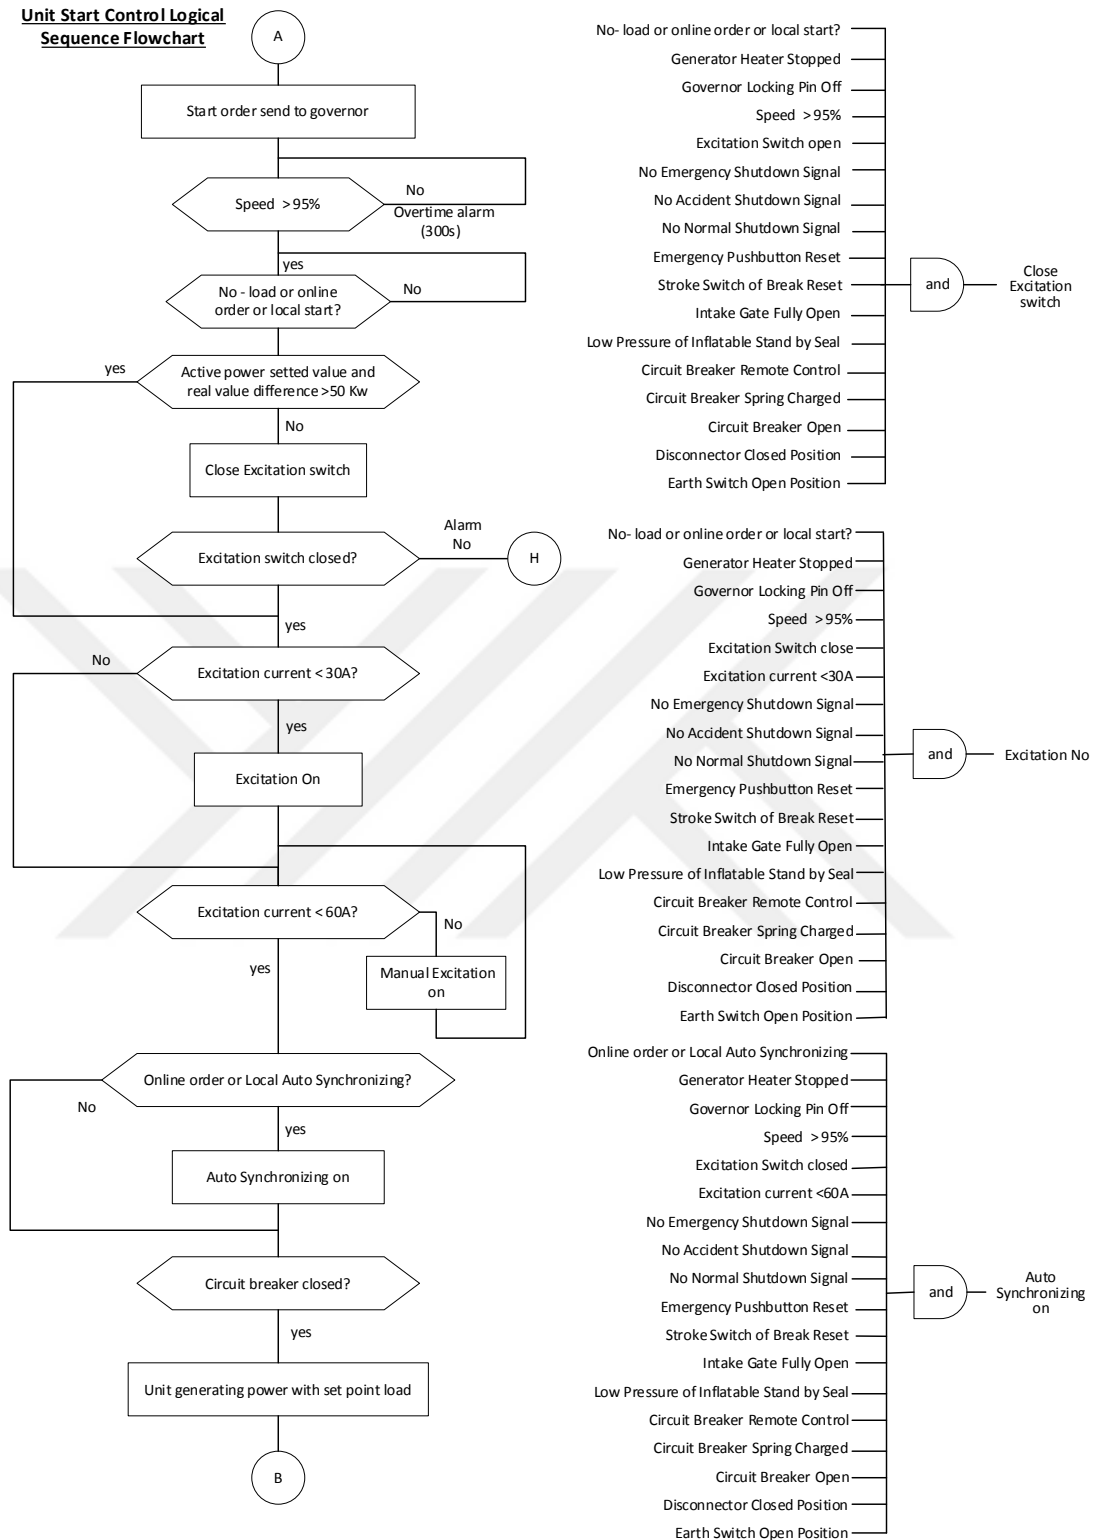 Unit Start Control Logical
Sequence Flowchart
A
Start order send to governor
Speed >95%
No
Overtime alarm
(300s)
yes
No - load or online
order or local start?
No
yes
Active power setted value and
real value difference >50 Kw
No
Close Excitation switch
Excitation switch closed?
Alarm
No
H
yes
No
Excitation current < 30A?
yes
Excitation On
Excitation current < 60A?
No
yes
Manual Excitation
on
Online order or Local Auto Synchronizing?
No
yes
Auto Synchronizing on
Circuit breaker closed?
yes
Unit generating power with set point load
B
No- load or online order or local start?
Generator Heater Stopped
Governor Locking Pin Off
Speed >95%
Excitation Switch open
No Emergency Shutdown Signal
No Accident Shutdown Signal
No Normal Shutdown Signal
Emergency Pushbutton Reset
Stroke Switch of Break Reset
Intake Gate Fully Open
Low Pressure of Inflatable Stand by Seal
Circuit Breaker Remote Control
Circuit Breaker Spring Charged
Circuit Breaker Open
Disconnector Closed Position
Earth Switch Open Position
and
Close
Excitation
switch
No- load or online order or local start?
Generator Heater Stopped
Governor Locking Pin Off
Speed >95%
Excitation Switch close
Excitation current <30A
No Emergency Shutdown Signal
No Accident Shutdown Signal
No Normal Shutdown Signal
Emergency Pushbutton Reset
Stroke Switch of Break Reset
Intake Gate Fully Open
Low Pressure of Inflatable Stand by Seal
Circuit Breaker Remote Control
Circuit Breaker Spring Charged
Circuit Breaker Open
Disconnector Closed Position
Earth Switch Open Position
and
Excitation No
Online order or Local Auto Synchronizing
Generator Heater Stopped
Governor Locking Pin Off
Speed >95%
Excitation Switch closed
Excitation current <60A
No Emergency Shutdown Signal
No Accident Shutdown Signal
No Normal Shutdown Signal
Emergency Pushbutton Reset
Stroke Switch of Break Reset
Intake Gate Fully Open
Low Pressure of Inflatable Stand by Seal
Circuit Breaker Remote Control
Circuit Breaker Spring Charged
Circuit Breaker Open
Disconnector Closed Position
Earth Switch Open Position
and
Auto
Synchronizing
on